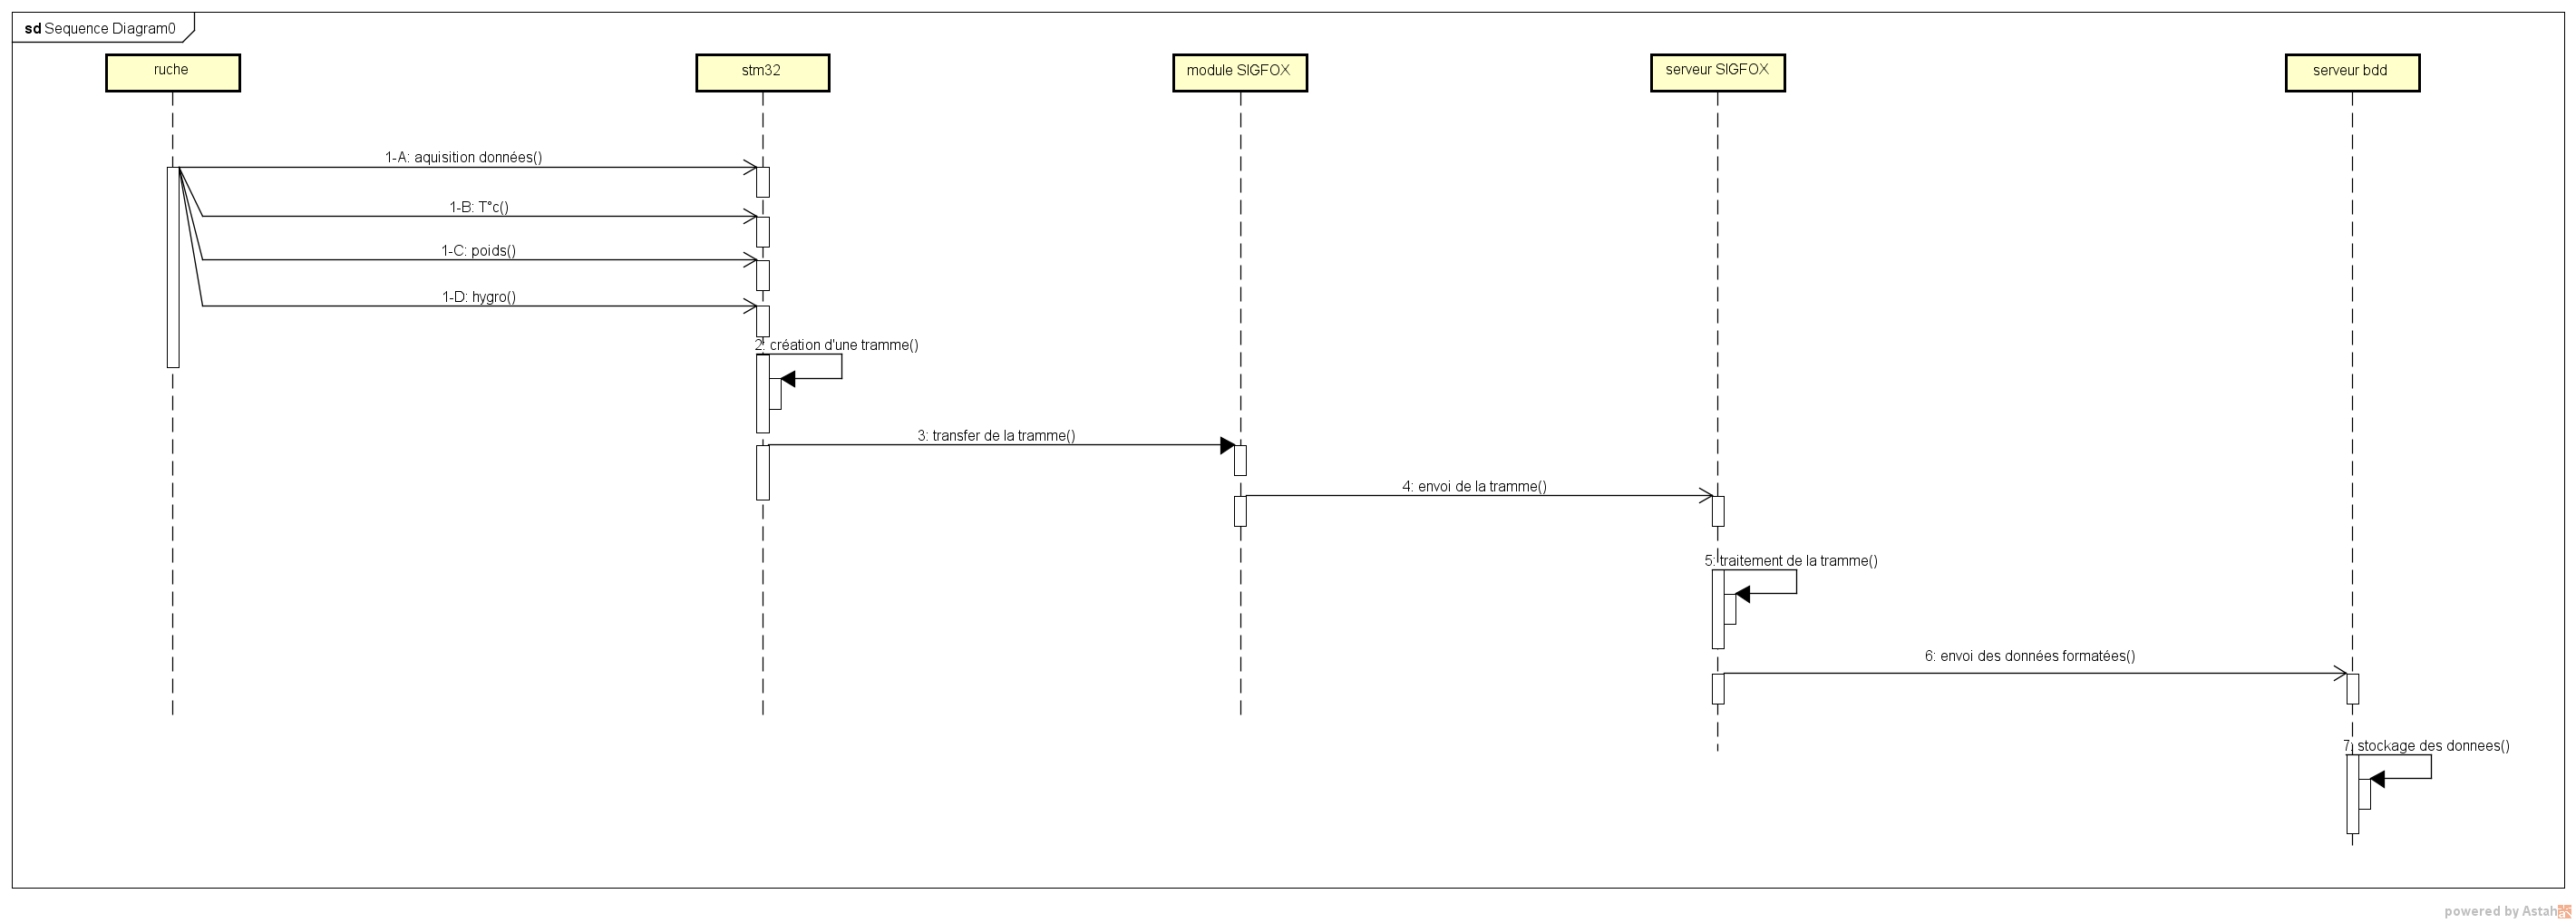 sd Sequence Diagram0
ruche
stm32
module SIGFOX
serveur SIGFOX
serveur bdd
1-A: aquisition données()
1-B: T°c()
1-C: poids()
1-D: hygro()
2: création d'une tramme()
3: transfer de la tramme()
4: envoi de la tramme()
5: traitement de la tramme()
6: envoi des données formatées()
7: stockage des donnees()
powered by Astah